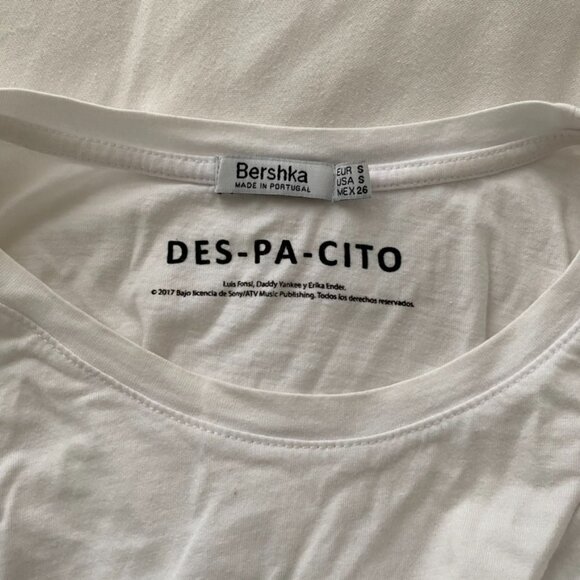 Bershka
MADE IN PORTUGAL
EUR S
USA S
MEX 26
DES-PA-CITO
Luis Fonsi, Daddy Yankee y Erika Ender.
© 2017 Bajo licencia de Sony/ATV Music Publishing. Todos los derechos reservados.